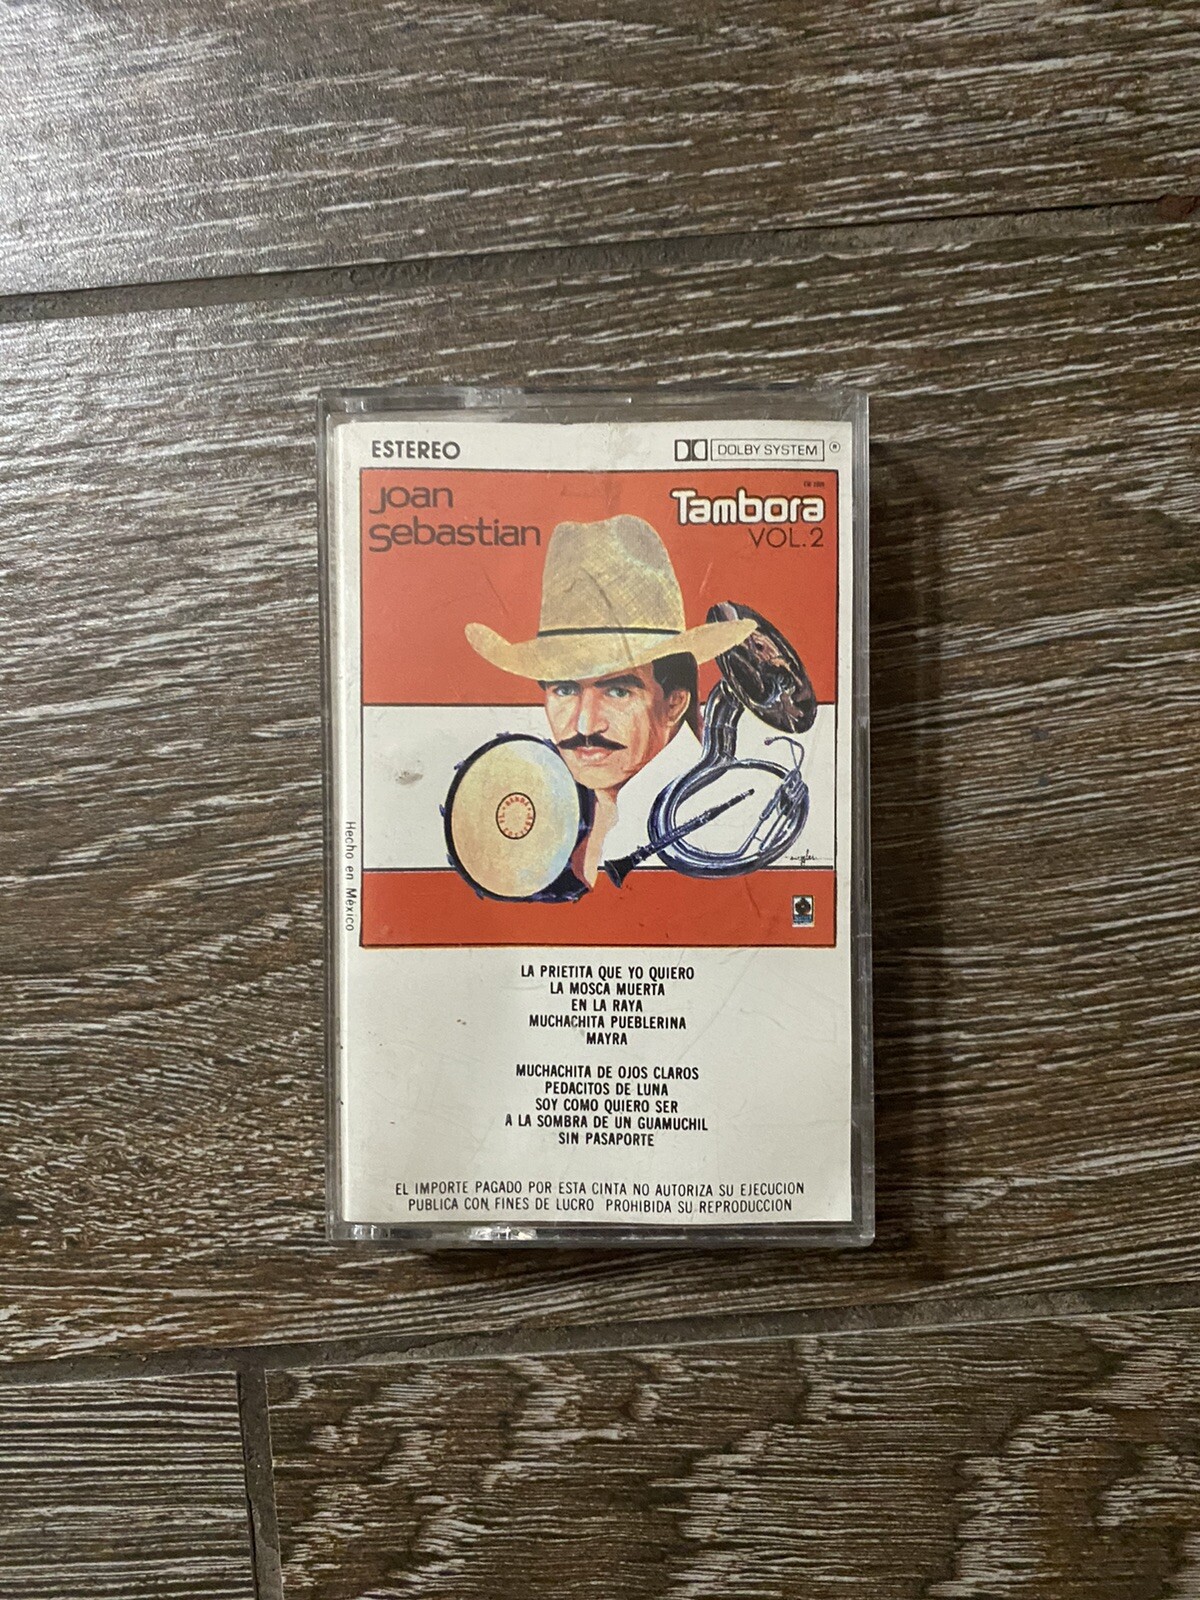 ESTEREO
DOLBY SYSTEM ®
joan
sebastian
Tambora
VOL.2
Hecho en México
LA PRIETITA QUE YO QUIERO
LA MOSCA MUERTA
EN LA RAYA
MUCHACHITA PUEBLERINA
MAYRA
MUCHACHITA DE OJOS CLAROS
PEDACITOS DE LUNA
SOY COMO QUIERO SER
A LA SOMBRA DE UN GUAMUCHIL
SIN PASAPORTE
EL IMPORTE PAGADO POR ESTA CINTA NO AUTORIZA SU EJECUCION
PUBLICA CON FINES DE LUCRO PROHIBIDA SU REPRODUCCION